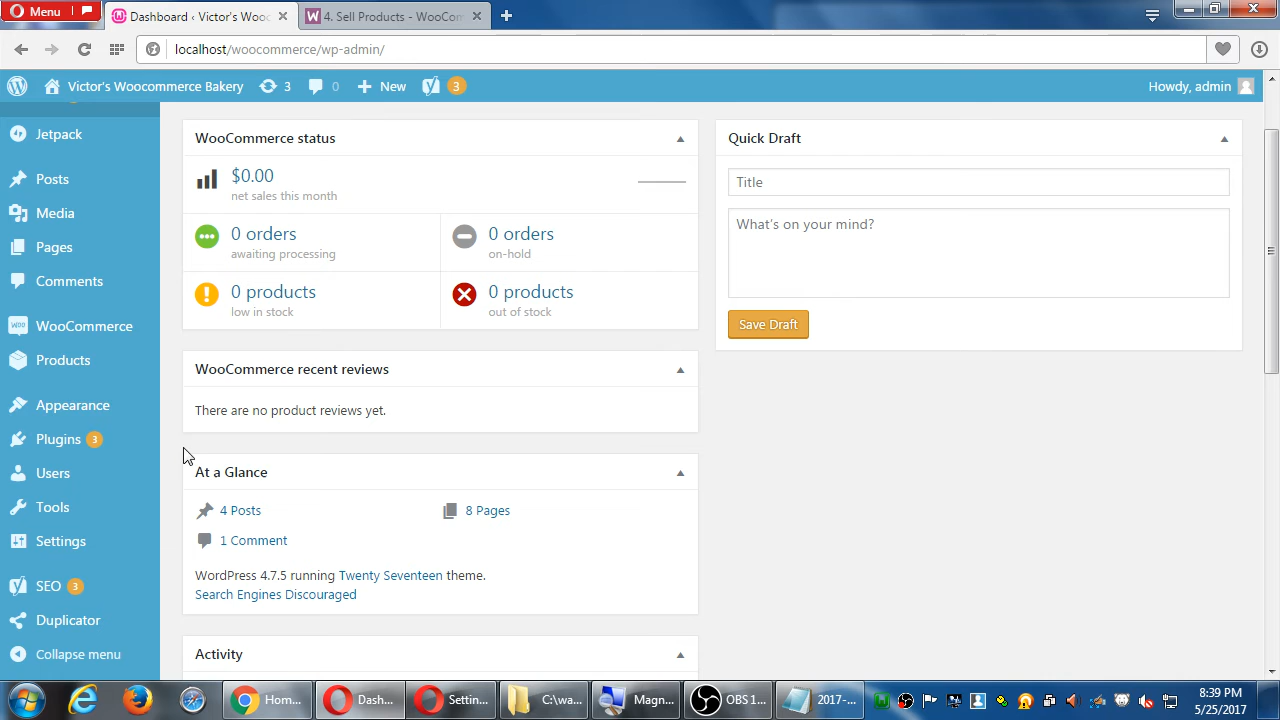 Menu
Dashboard ‹ Victor's Wooc
4. Sell Products - WooCom
localhost/woocommerce/wp-admin/
Victor's Woocommerce Bakery 3 0 New 3 Howdy, admin
Jetpack
Posts
Media
Pages
Comments
WooCommerce
Products
Appearance
Plugins 3
Users
Tools
Settings
SEO 3
Duplicator
Collapse menu
WooCommerce status
$0.00
net sales this month
0 orders
awaiting processing
0 orders
on-hold
0 products
low in stock
0 products
out of stock
WooCommerce recent reviews
There are no product reviews yet.
At a Glance
4 Posts
8 Pages
1 Comment
WordPress 4.7.5 running Twenty Seventeen theme.
Search Engines Discouraged
Activity
Quick Draft
Title
What's on your mind?
Save Draft
Hom...
Dash...
Settin...
C:\wa...
Magn...
OBS 1...
2017-...
8:39 PM
5/25/2017